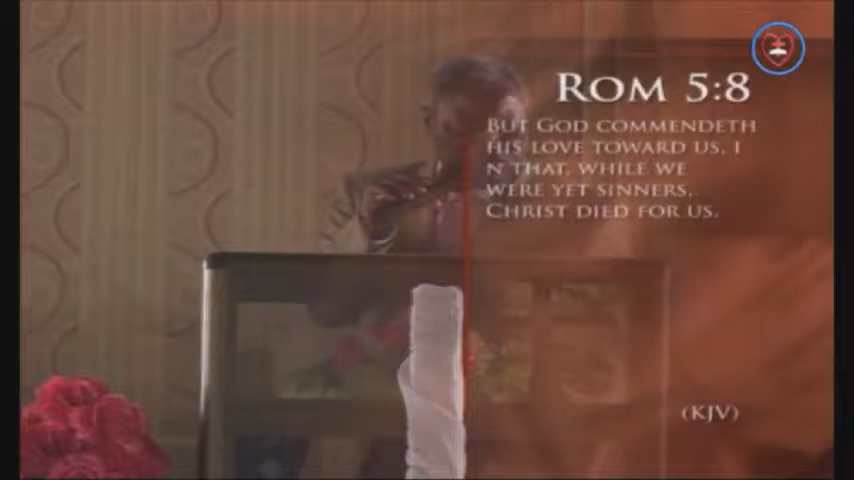 ROM 5:8
BUT GOD COMMENDETH
HIS LOVE TOWARD US, I
N THAT, WHILE WE
WERE YET SINNERS,
CHRIST DIED FOR US.
(KJV)